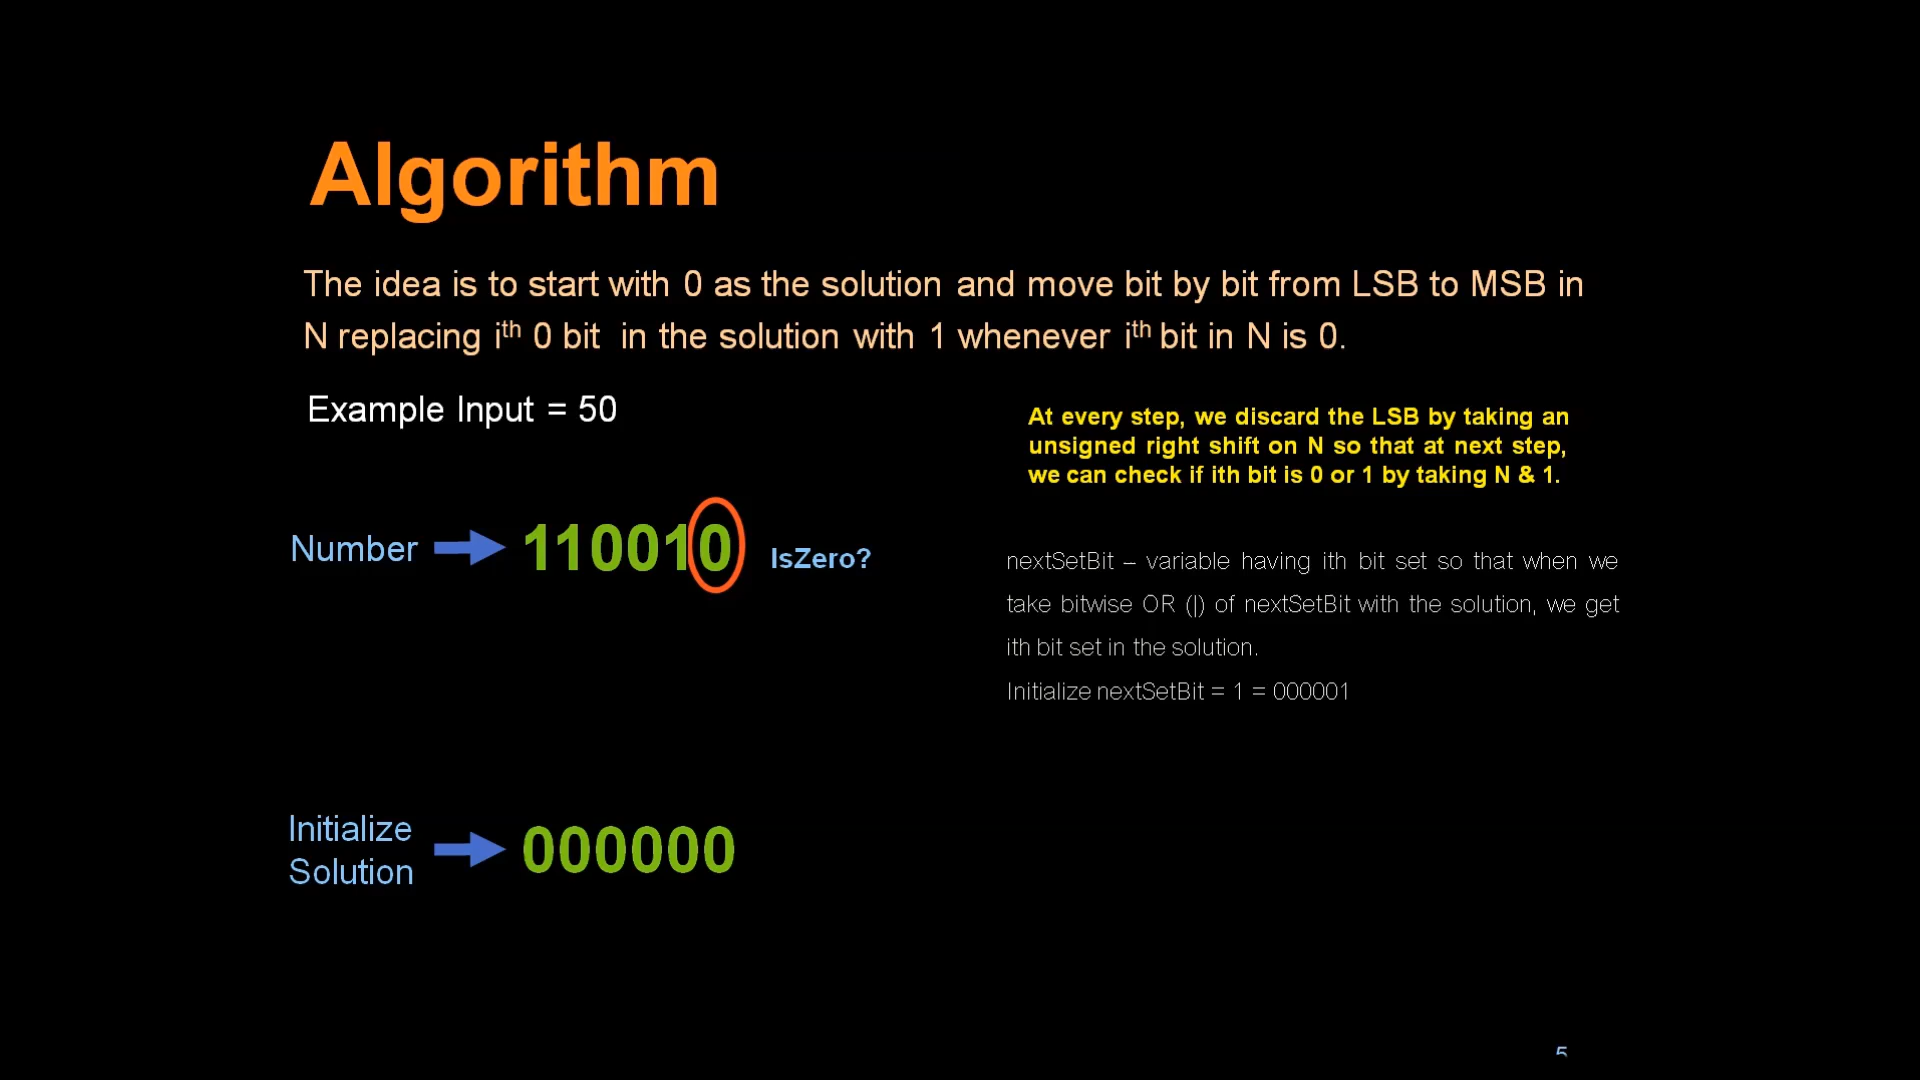 Algorithm
The idea is to start with 0 as the solution and move bit by bit from LSB to MSB in
N replacing ith 0 bit in the solution with 1 whenever ith bit in N is 0.
Example Input = 50
At every step, we discard the LSB by taking an
unsigned right shift on N so that at next step,
we can check if ith bit is 0 or 1 by taking N & 1.
Number
110010
IsZero?
nextSetBit – variable having ith bit set so that when we
take bitwise OR (|) of nextSetBit with the solution, we get
ith bit set in the solution.
Initialize nextSetBit = 1 = 000001
Initialize
Solution
000000
5